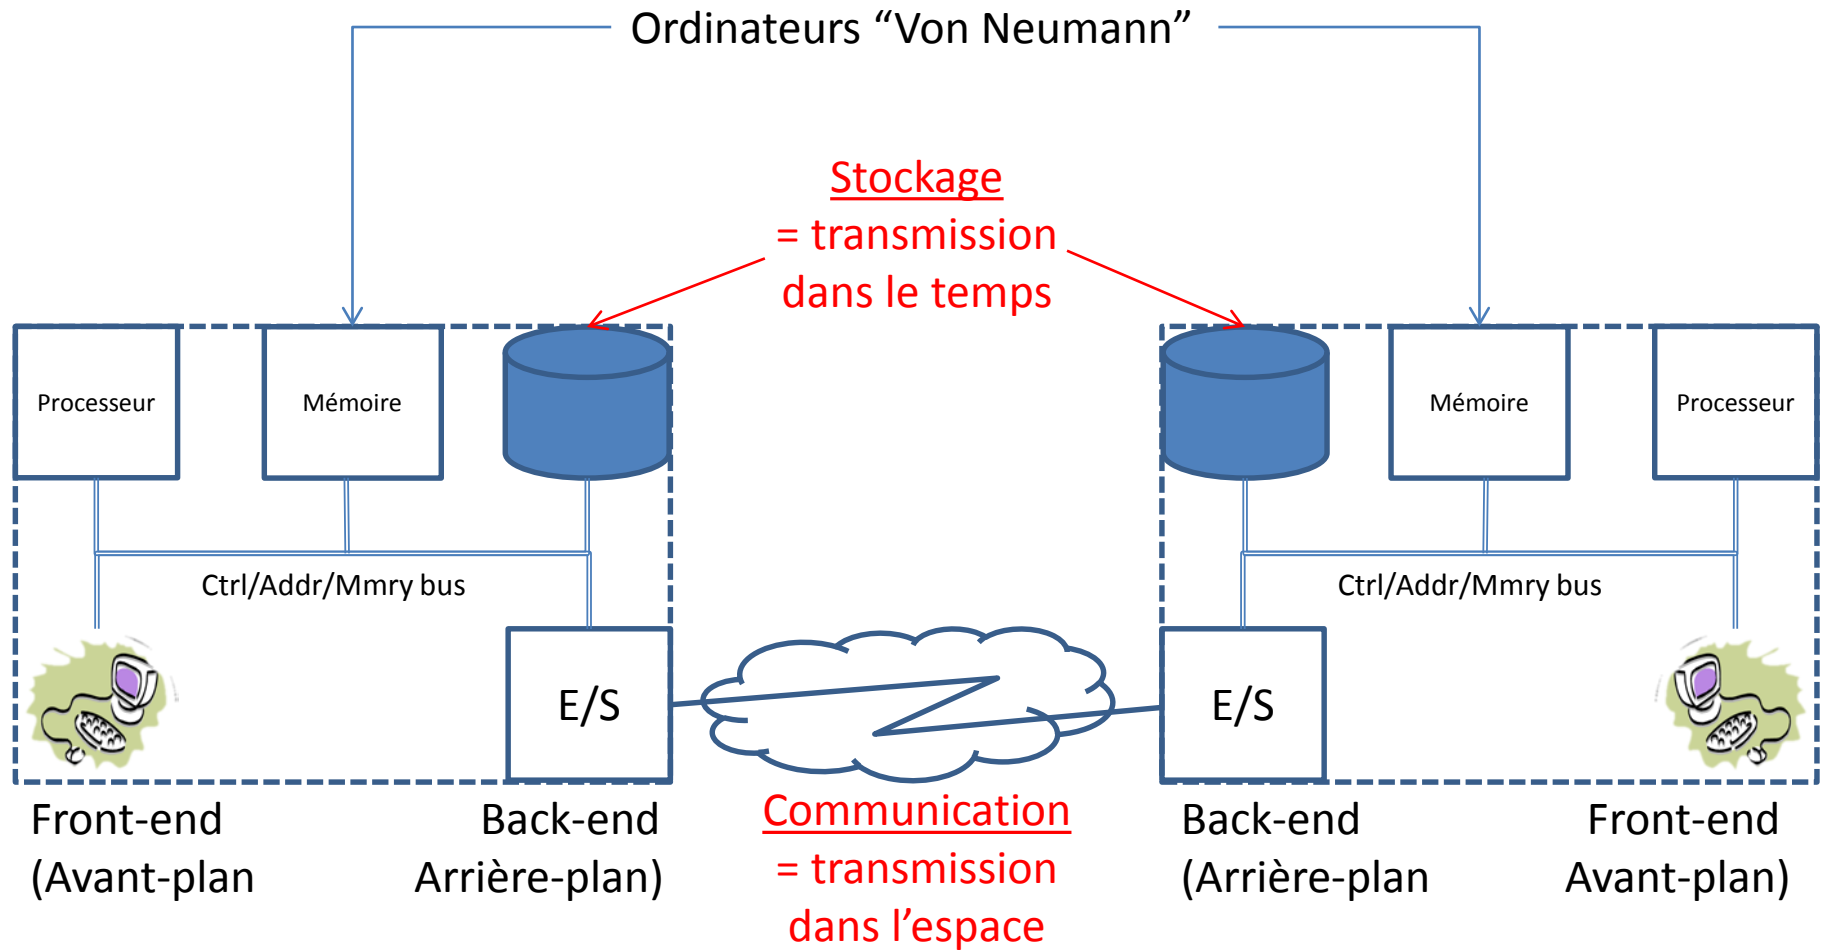 Ordinateurs “Von Neumann”
Stockage
= transmission
dans le temps
Processeur
Mémoire
Mémoire
Processeur
Ctrl/Addr/Mmry bus
Ctrl/Addr/Mmry bus
E/S
E/S
Front-end
(Avant-plan
Back-end
Arrière-plan)
Communication
= transmission
dans l’espace
Back-end
(Arrière-plan
Front-end
Avant-plan)